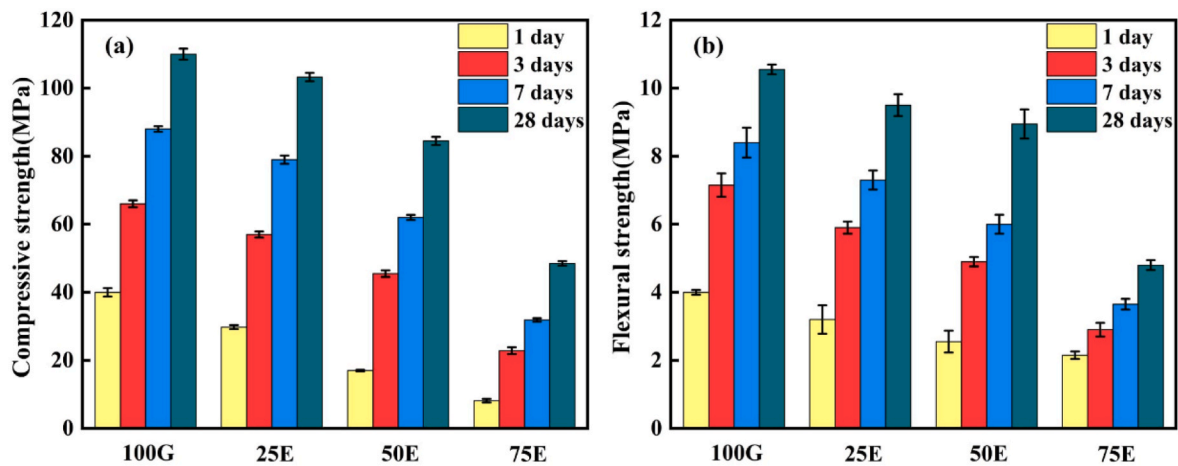 (a)
1 day
3 days
7 days
28 days
Compressive strength(MPa)
120
100
80
60
40
20
0
100G 25E 50E 75E
(b)
1 day
3 days
7 days
28 days
Flexural strength(MPa)
12
10
8
6
4
2
0
100G 25E 50E 75E